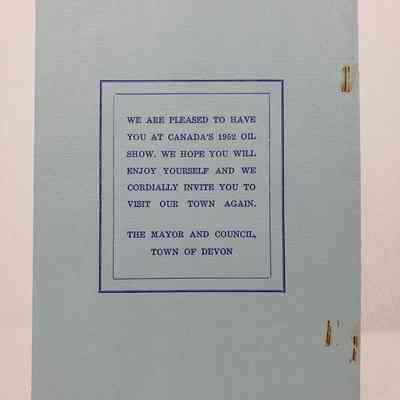 WE ARE PLEASED TO HAVE
YOU AT CANADA'S 1952 OIL
SHOW. WE HOPE YOU WILL
ENJOY YOURSELF AND WE
CORDIALLY INVITE YOU TO
VISIT OUR TOWN AGAIN.
THE MAYOR AND COUNCIL,
TOWN OF DEVON